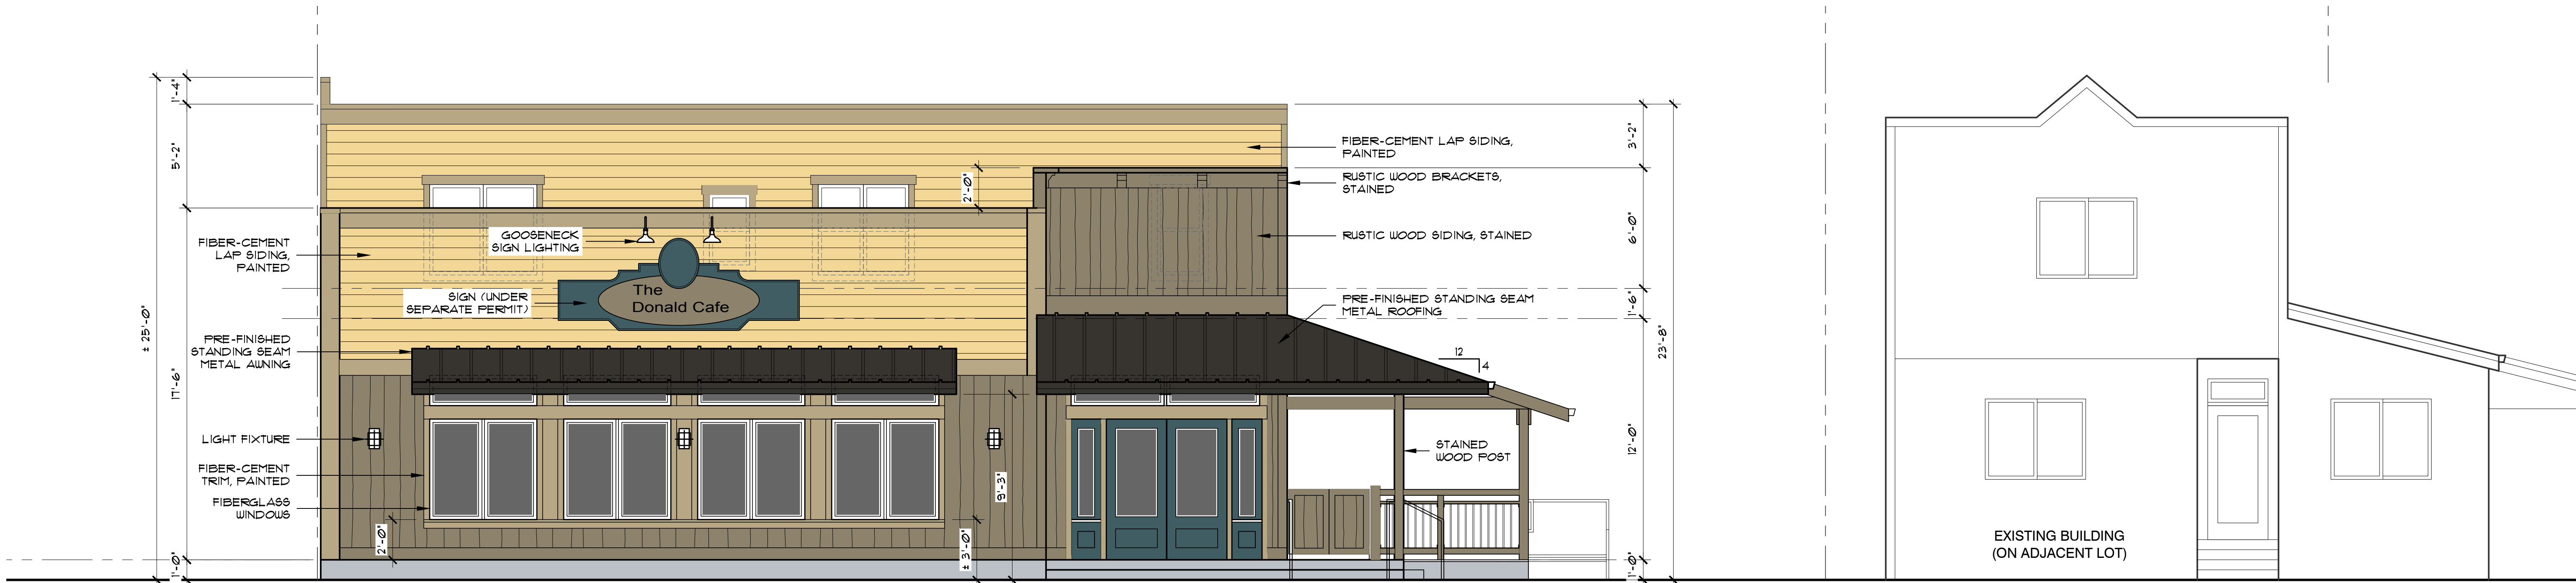 1'-4"
5'-2"
17'-6"
1'-0"
± 25'-0"
FIBER-CEMENT
LAP SIDING,
PAINTED
PRE-FINISHED
STANDING SEAM
METAL AWNING
LIGHT FIXTURE
FIBER-CEMENT
TRIM, PAINTED
FIBERGLASS
WINDOWS
GOOSENECK
SIGN LIGHTING
SIGN (UNDER
SEPARATE PERMIT)
The
Donald Cafe
2'-0"
2'-0"
± 3'-0"
9'-3"
FIBER-CEMENT LAP SIDING,
PAINTED
RUSTIC WOOD BRACKETS,
STAINED
RUSTIC WOOD SIDING, STAINED
PRE-FINISHED STANDING SEAM
METAL ROOFING
12
4
STAINED
WOOD POST
3'-2"
6'-0"
1'-6"
12'-0"
1'-0"
23'-8"
EXISTING BUILDING
(ON ADJACENT LOT)